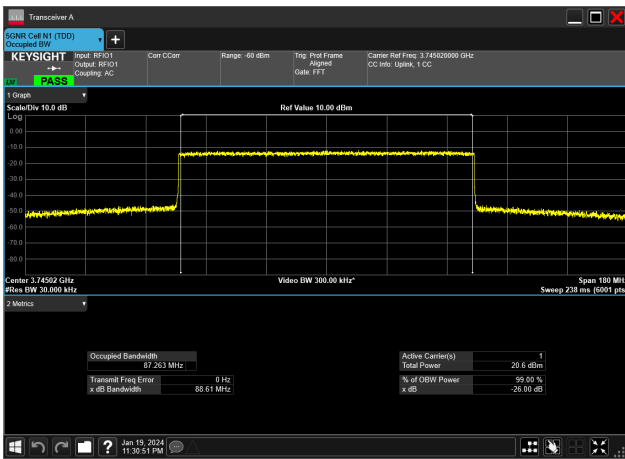 Transceiver A
5GNR Cell N1 (TDD)
Occupied BW
KEYSIGHT
PASS
Input: RFIO1
Output: RFIO1
Coupling: AC
Corr CCorr
Range: -60 dBm
Trig: Prot Frame
Aligned
Gate: FFT
Carrier Ref Freq: 3.745020000 GHz
CC Info: Uplink, 1 CC
1 Graph
Scale/Div 10.0 dB
Ref Value 10.00 dBm
Log
0.00
-10.0
-20.0
-30.0
-40.0
-50.0
-60.0
-70.0
-80.0
Center 3.74502 GHz
Video BW 300.00 kHz*
Span 180 MHz
#Res BW 30.000 kHz
Sweep 238 ms (6001 pts
2 Metrics
Occupied Bandwidth
87.263 MHz
Transmit Freq Error 0 Hz
x dB Bandwidth 88.61 MHz
Active Carrier(s) 1
Total Power 20.6 dBm
% of OBW Power 99.00 %
x dB -26.00 dB
?
Jan 19, 2024
11:30:51 PM